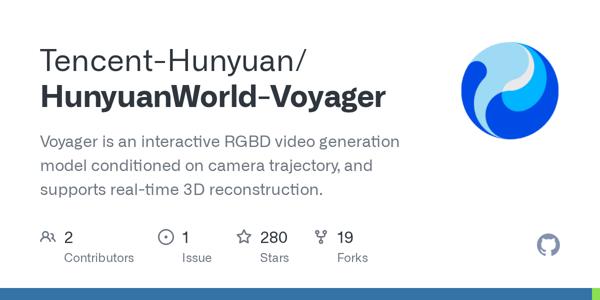 Tencent-Hunyuan/
HunyuanWorld-Voyager
Voyager is an interactive RGBD video generation
model conditioned on camera trajectory, and
supports real-time 3D reconstruction.
2 1 280 19
Contributors Issue Stars Forks